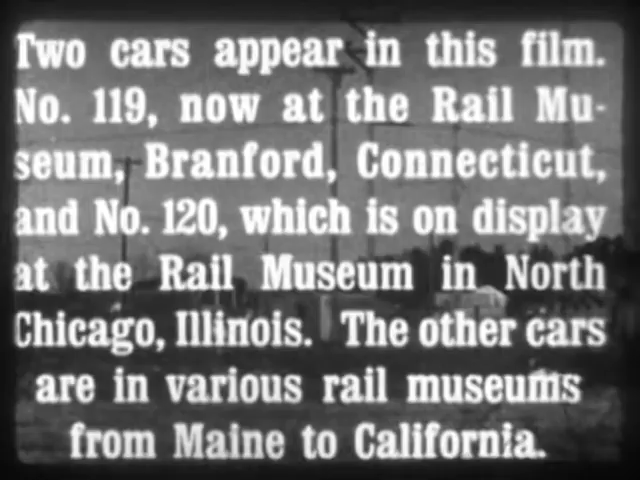 Two cars appear in this film.
No. 119, now at the Rail Mu-
seum, Branford, Connecticut,
and No. 120, which is on display
at the Rail Museum in North
Chicago, Illinois. The other cars
are in various rail museums
from Maine to California.